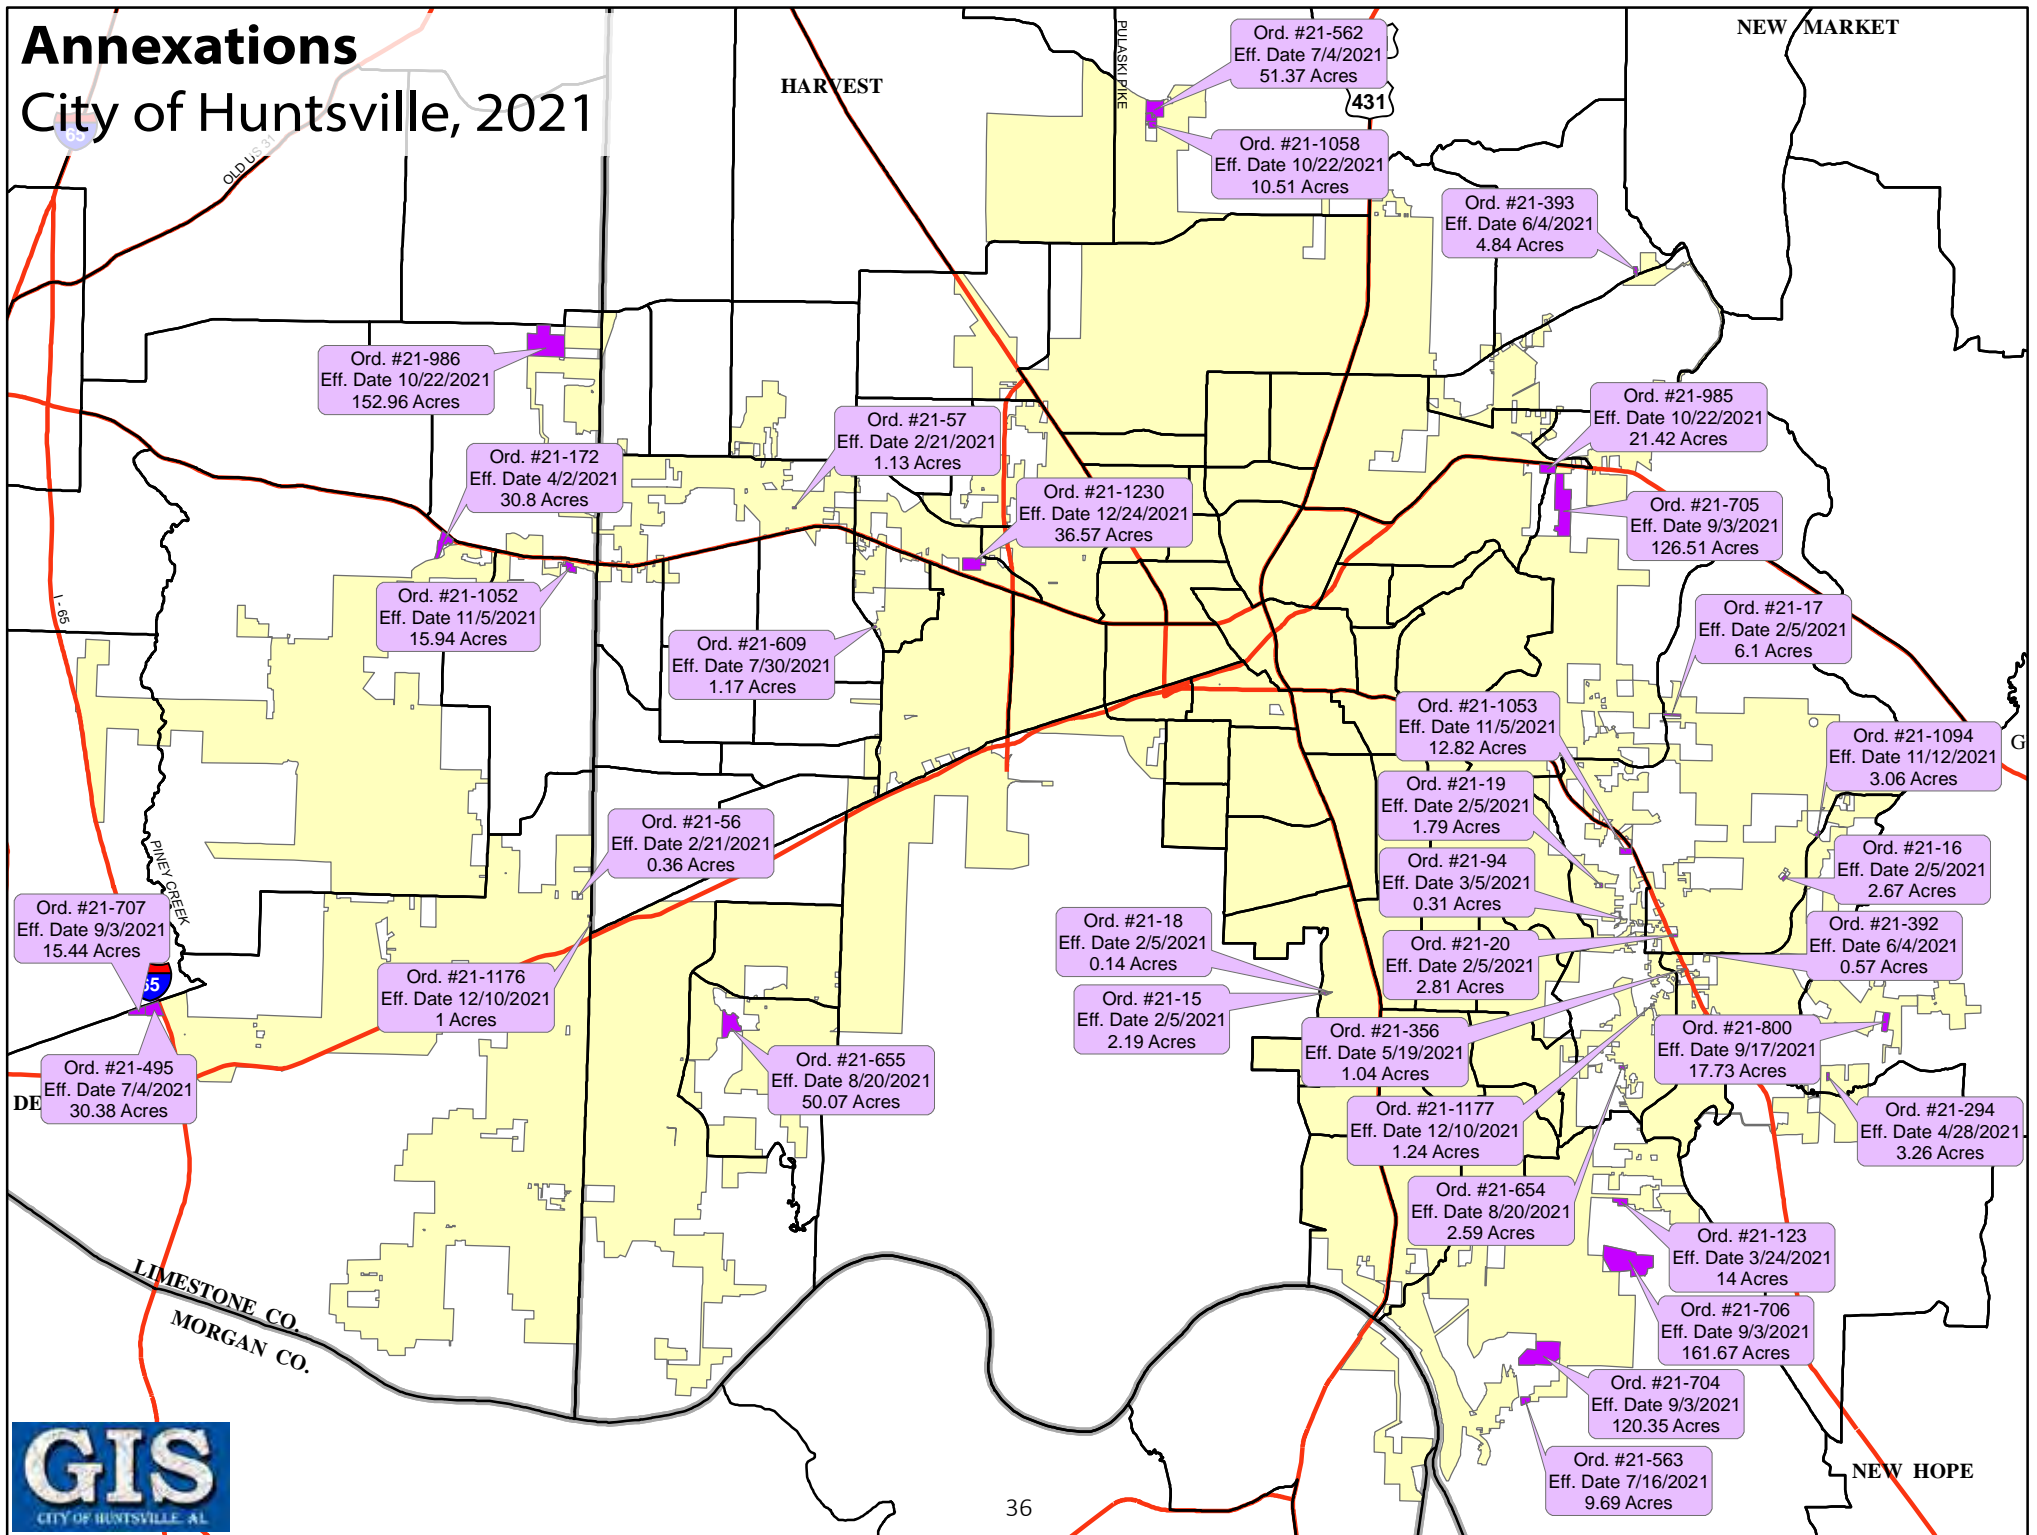 Annexations
City of Huntsville, 2021
NEW MARKET
HARVEST
PULASKI PIKE
431
65
OLD US 31
Ord. #21-562
Eff. Date 7/4/2021
51.37 Acres
Ord. #21-1058
Eff. Date 10/22/2021
10.51 Acres
Ord. #21-393
Eff. Date 6/4/2021
4.84 Acres
Ord. #21-986
Eff. Date 10/22/2021
152.96 Acres
Ord. #21-985
Eff. Date 10/22/2021
21.42 Acres
Ord. #21-57
Eff. Date 2/21/2021
1.13 Acres
Ord. #21-172
Eff. Date 4/2/2021
30.8 Acres
Ord. #21-1230
Eff. Date 12/24/2021
36.57 Acres
Ord. #21-705
Eff. Date 9/3/2021
126.51 Acres
I - 65
Ord. #21-1052
Eff. Date 11/5/2021
15.94 Acres
Ord. #21-17
Eff. Date 2/5/2021
6.1 Acres
Ord. #21-609
Eff. Date 7/30/2021
1.17 Acres
Ord. #21-1053
Eff. Date 11/5/2021
12.82 Acres
Ord. #21-1094
Eff. Date 11/12/2021
3.06 Acres
G
Ord. #21-19
Eff. Date 2/5/2021
1.79 Acres
Ord. #21-56
Eff. Date 2/21/2021
0.36 Acres
Ord. #21-94
Eff. Date 3/5/2021
0.31 Acres
Ord. #21-16
Eff. Date 2/5/2021
2.67 Acres
PINEY CREEK
Ord. #21-707
Eff. Date 9/3/2021
15.44 Acres
65
Ord. #21-18
Eff. Date 2/5/2021
0.14 Acres
Ord. #21-20
Eff. Date 2/5/2021
2.81 Acres
Ord. #21-392
Eff. Date 6/4/2021
0.57 Acres
Ord. #21-1176
Eff. Date 12/10/2021
1 Acres
Ord. #21-15
Eff. Date 2/5/2021
2.19 Acres
Ord. #21-356
Eff. Date 5/19/2021
1.04 Acres
Ord. #21-800
Eff. Date 9/17/2021
17.73 Acres
Ord. #21-495
Eff. Date 7/4/2021
30.38 Acres
DE
Ord. #21-655
Eff. Date 8/20/2021
50.07 Acres
Ord. #21-1177
Eff. Date 12/10/2021
1.24 Acres
Ord. #21-294
Eff. Date 4/28/2021
3.26 Acres
Ord. #21-654
Eff. Date 8/20/2021
2.59 Acres
Ord. #21-123
Eff. Date 3/24/2021
14 Acres
LIMESTONE CO.
MORGAN CO.
Ord. #21-706
Eff. Date 9/3/2021
161.67 Acres
Ord. #21-704
Eff. Date 9/3/2021
120.35 Acres
Ord. #21-563
Eff. Date 7/16/2021
9.69 Acres
NEW HOPE
GIS
CITY OF HUNTSVILLE, AL
36